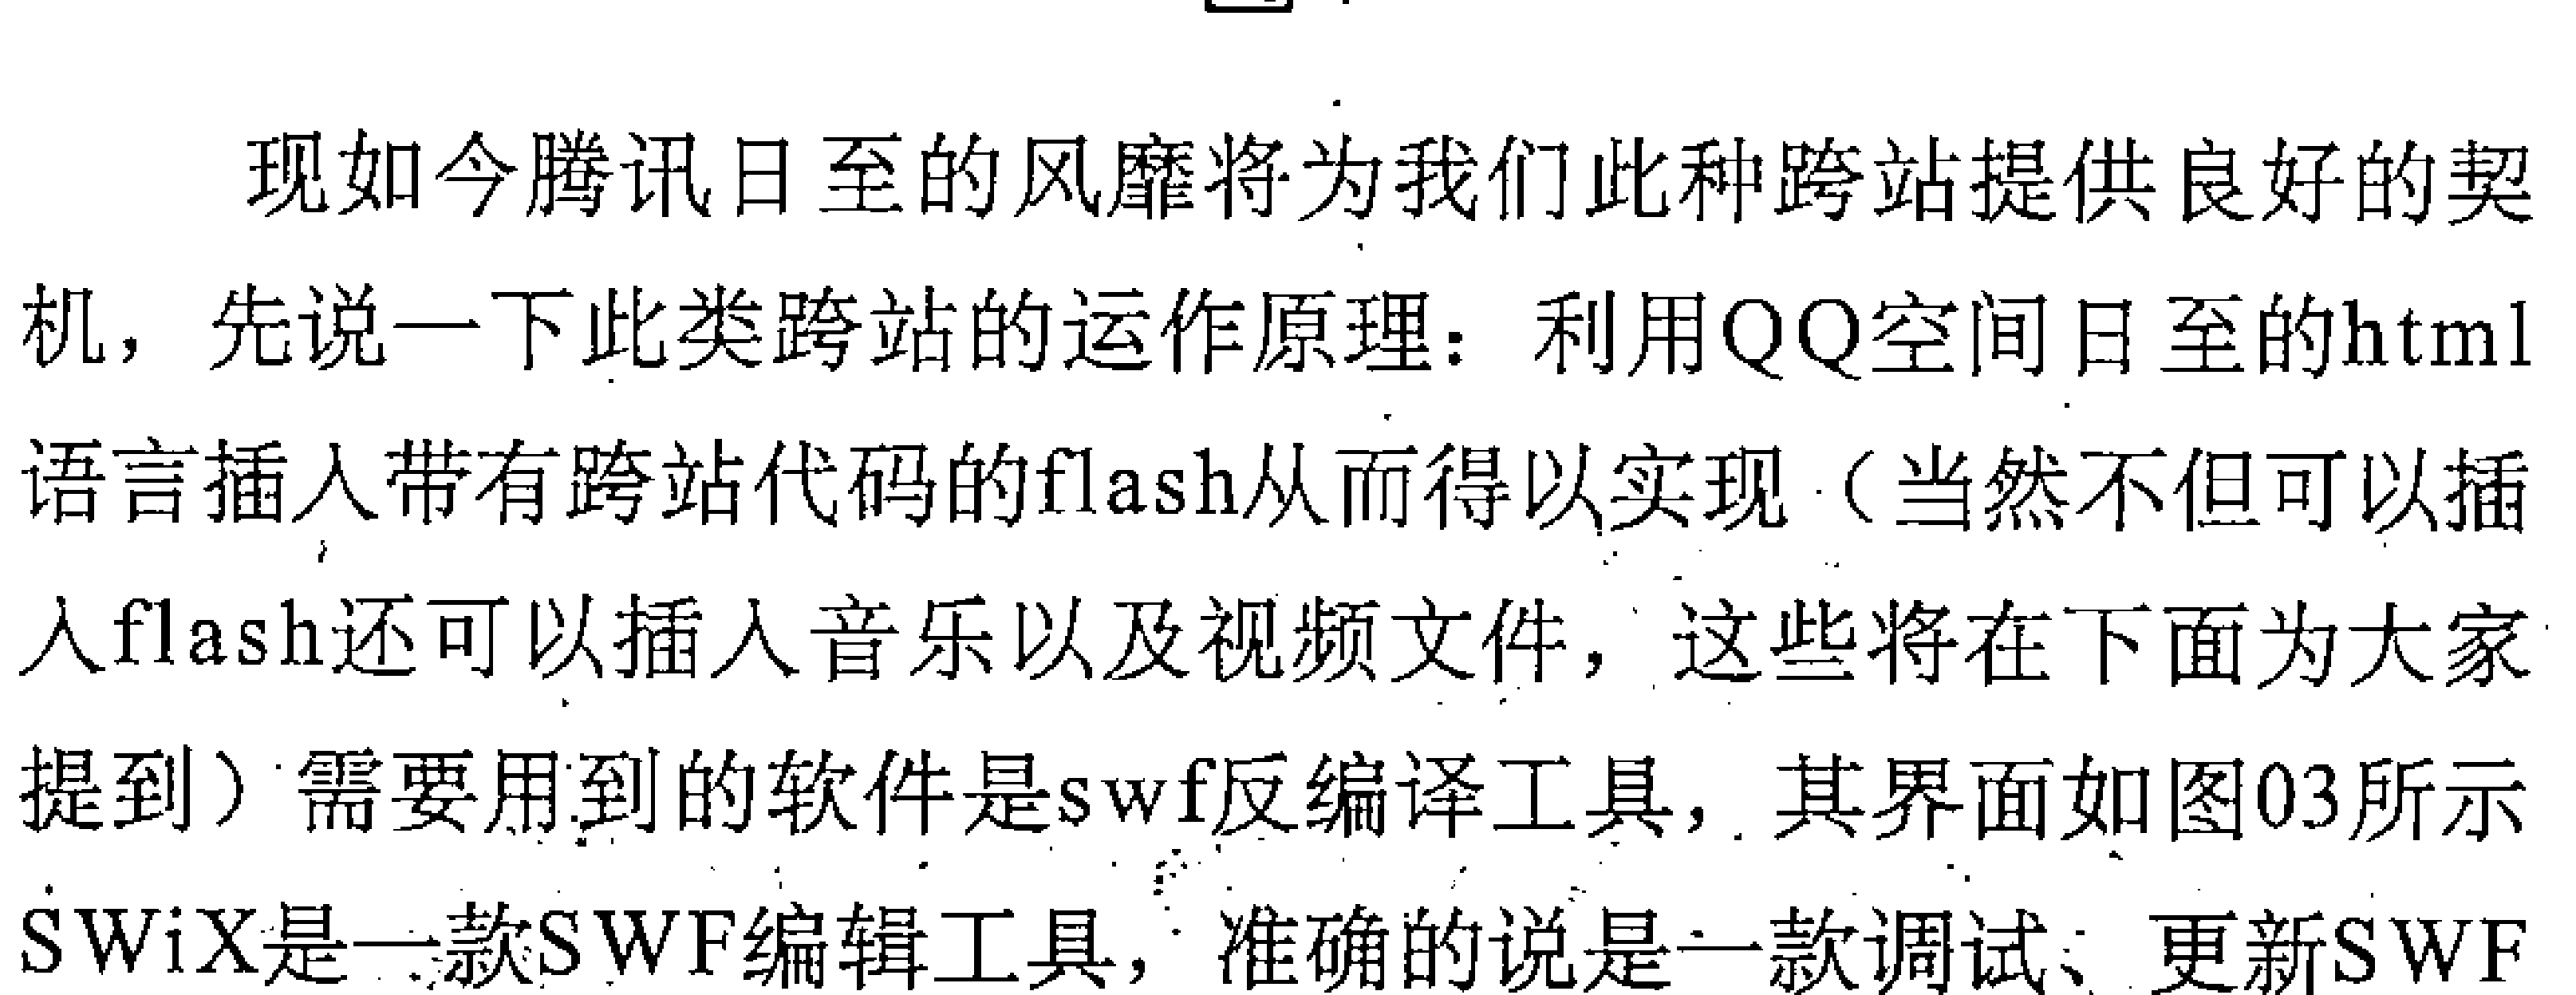 现如今腾讯日至的风靡将为我们此种跨站提供良好的契
机，先说一下此类跨站的运作原理：利用QQ空间日至的html
语言插入带有跨站代码的flash从而得以实现（当然不但可以插
入flash还可以插入音乐以及视频文件，这些将在下面为大家
提到）需要用到的软件是swf反编译工具，其界面如图03所示
SWiX是一款SWF编辑工具，准确的说是一款调试、更新SWF